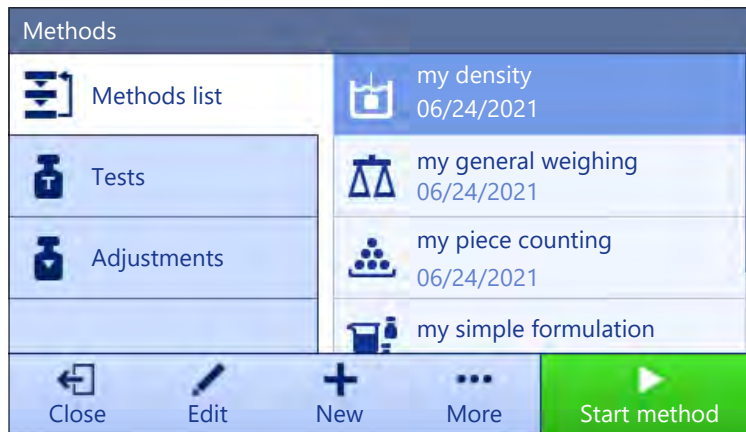 Methods
Methods list
Tests
Adjustments
my density
06/24/2021
my general weighing
06/24/2021
my piece counting
06/24/2021
my simple formulation
Close
Edit
New
More
Start method